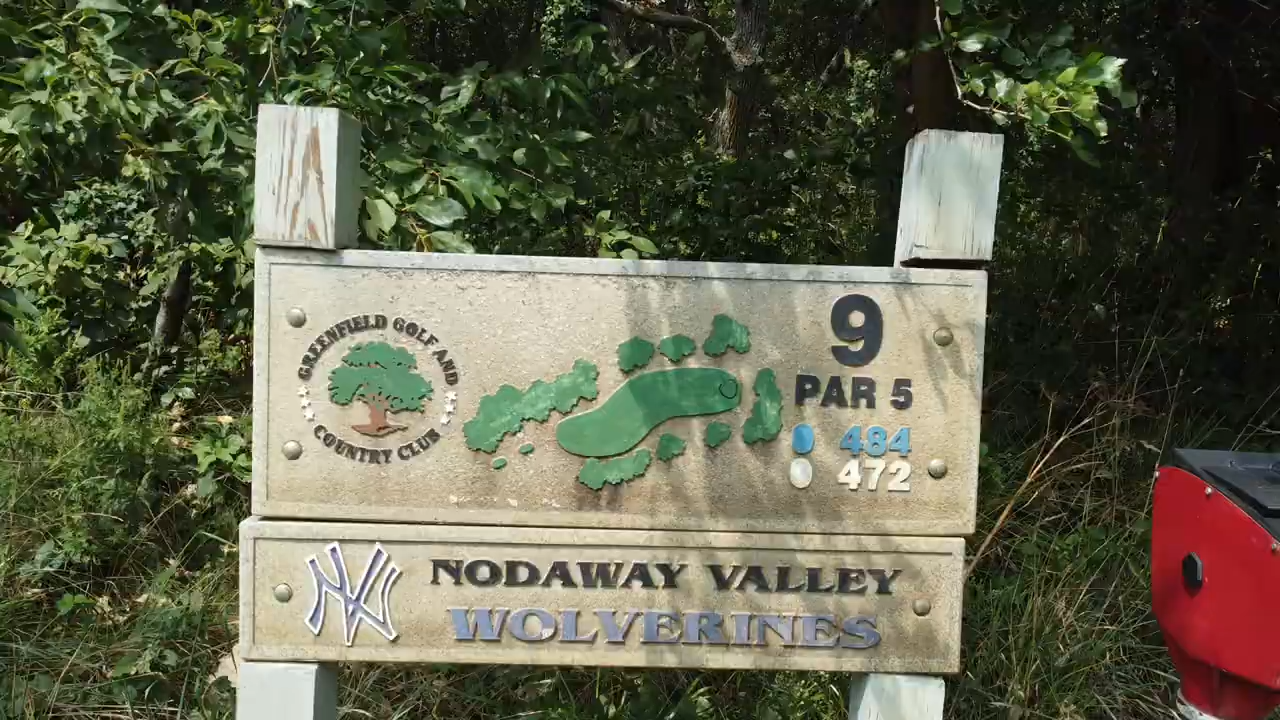 GREENFIELD GOLF AND
COUNTRY CLUB
9
PAR 5
484
472
NV
NODAWAY VALLEY
WOLVERINES